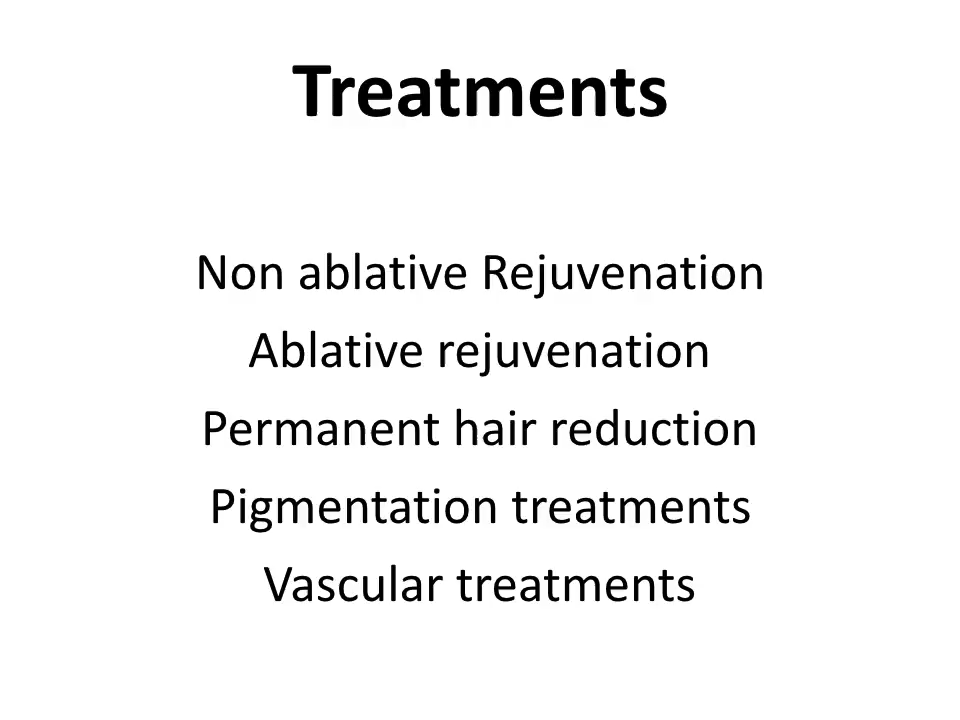 Treatments
Non ablative Rejuvenation
Ablative rejuvenation
Permanent hair reduction
Pigmentation treatments
Vascular treatments